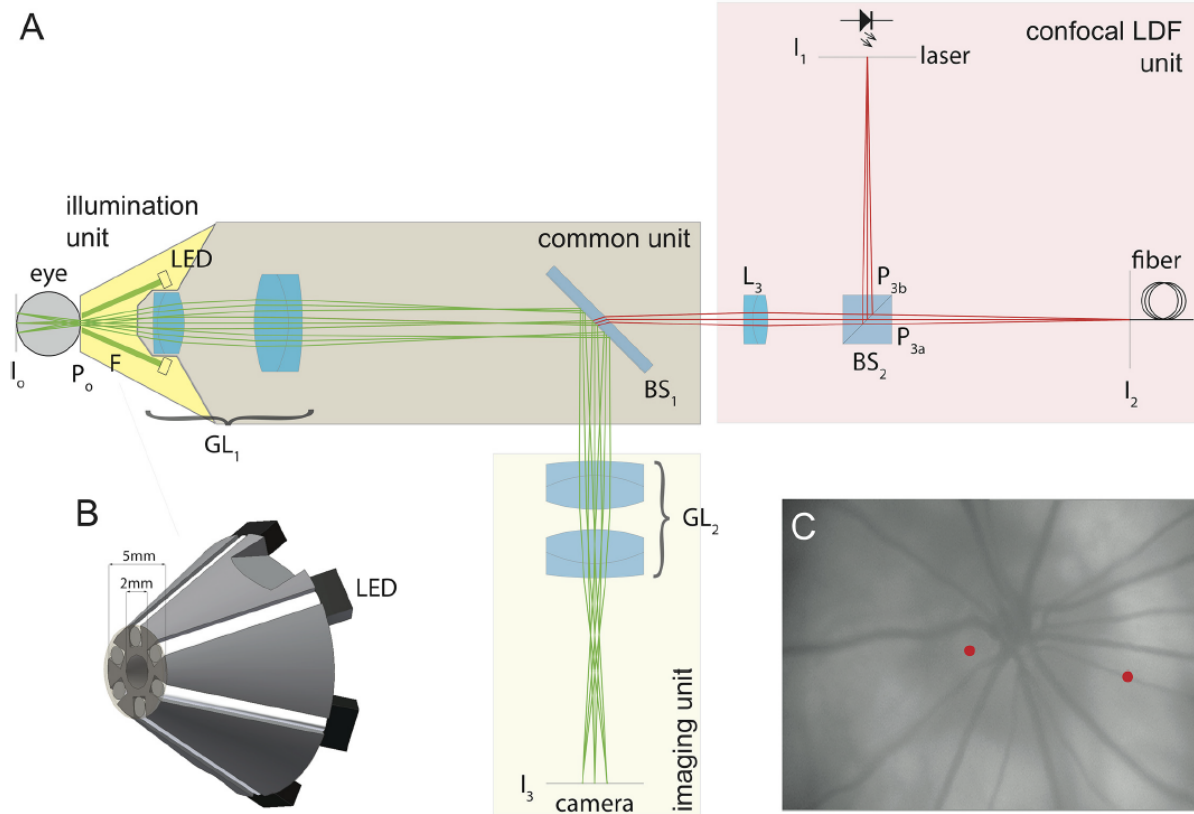 A
confocal LDF
unit
I1
laser
illumination
unit
LED
eye
common unit
L3
P3b
fiber
Io
Po
F
BS1
BS2
P3a
I2
GL1
B
5mm
2mm
LED
GL2
imaging unit
I3
camera
C